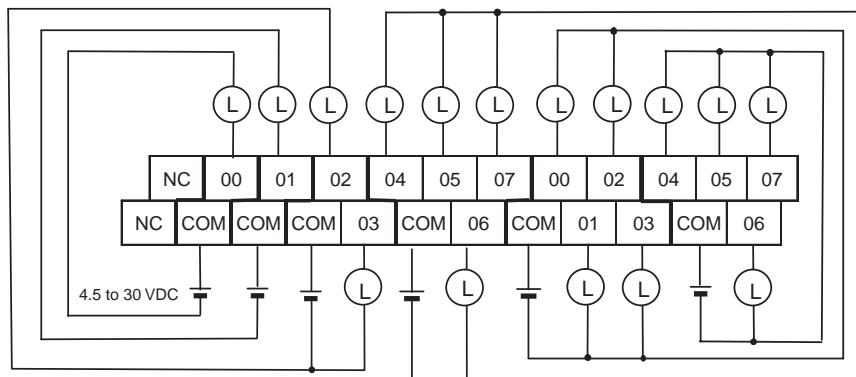 L L L L L L L L L L L
NC 00 01 02 04 05 07 00 02 04 05 07
NC COM COM COM 03 COM 06 COM 01 03 COM 06
4.5 to 30 VDC
L L L L L